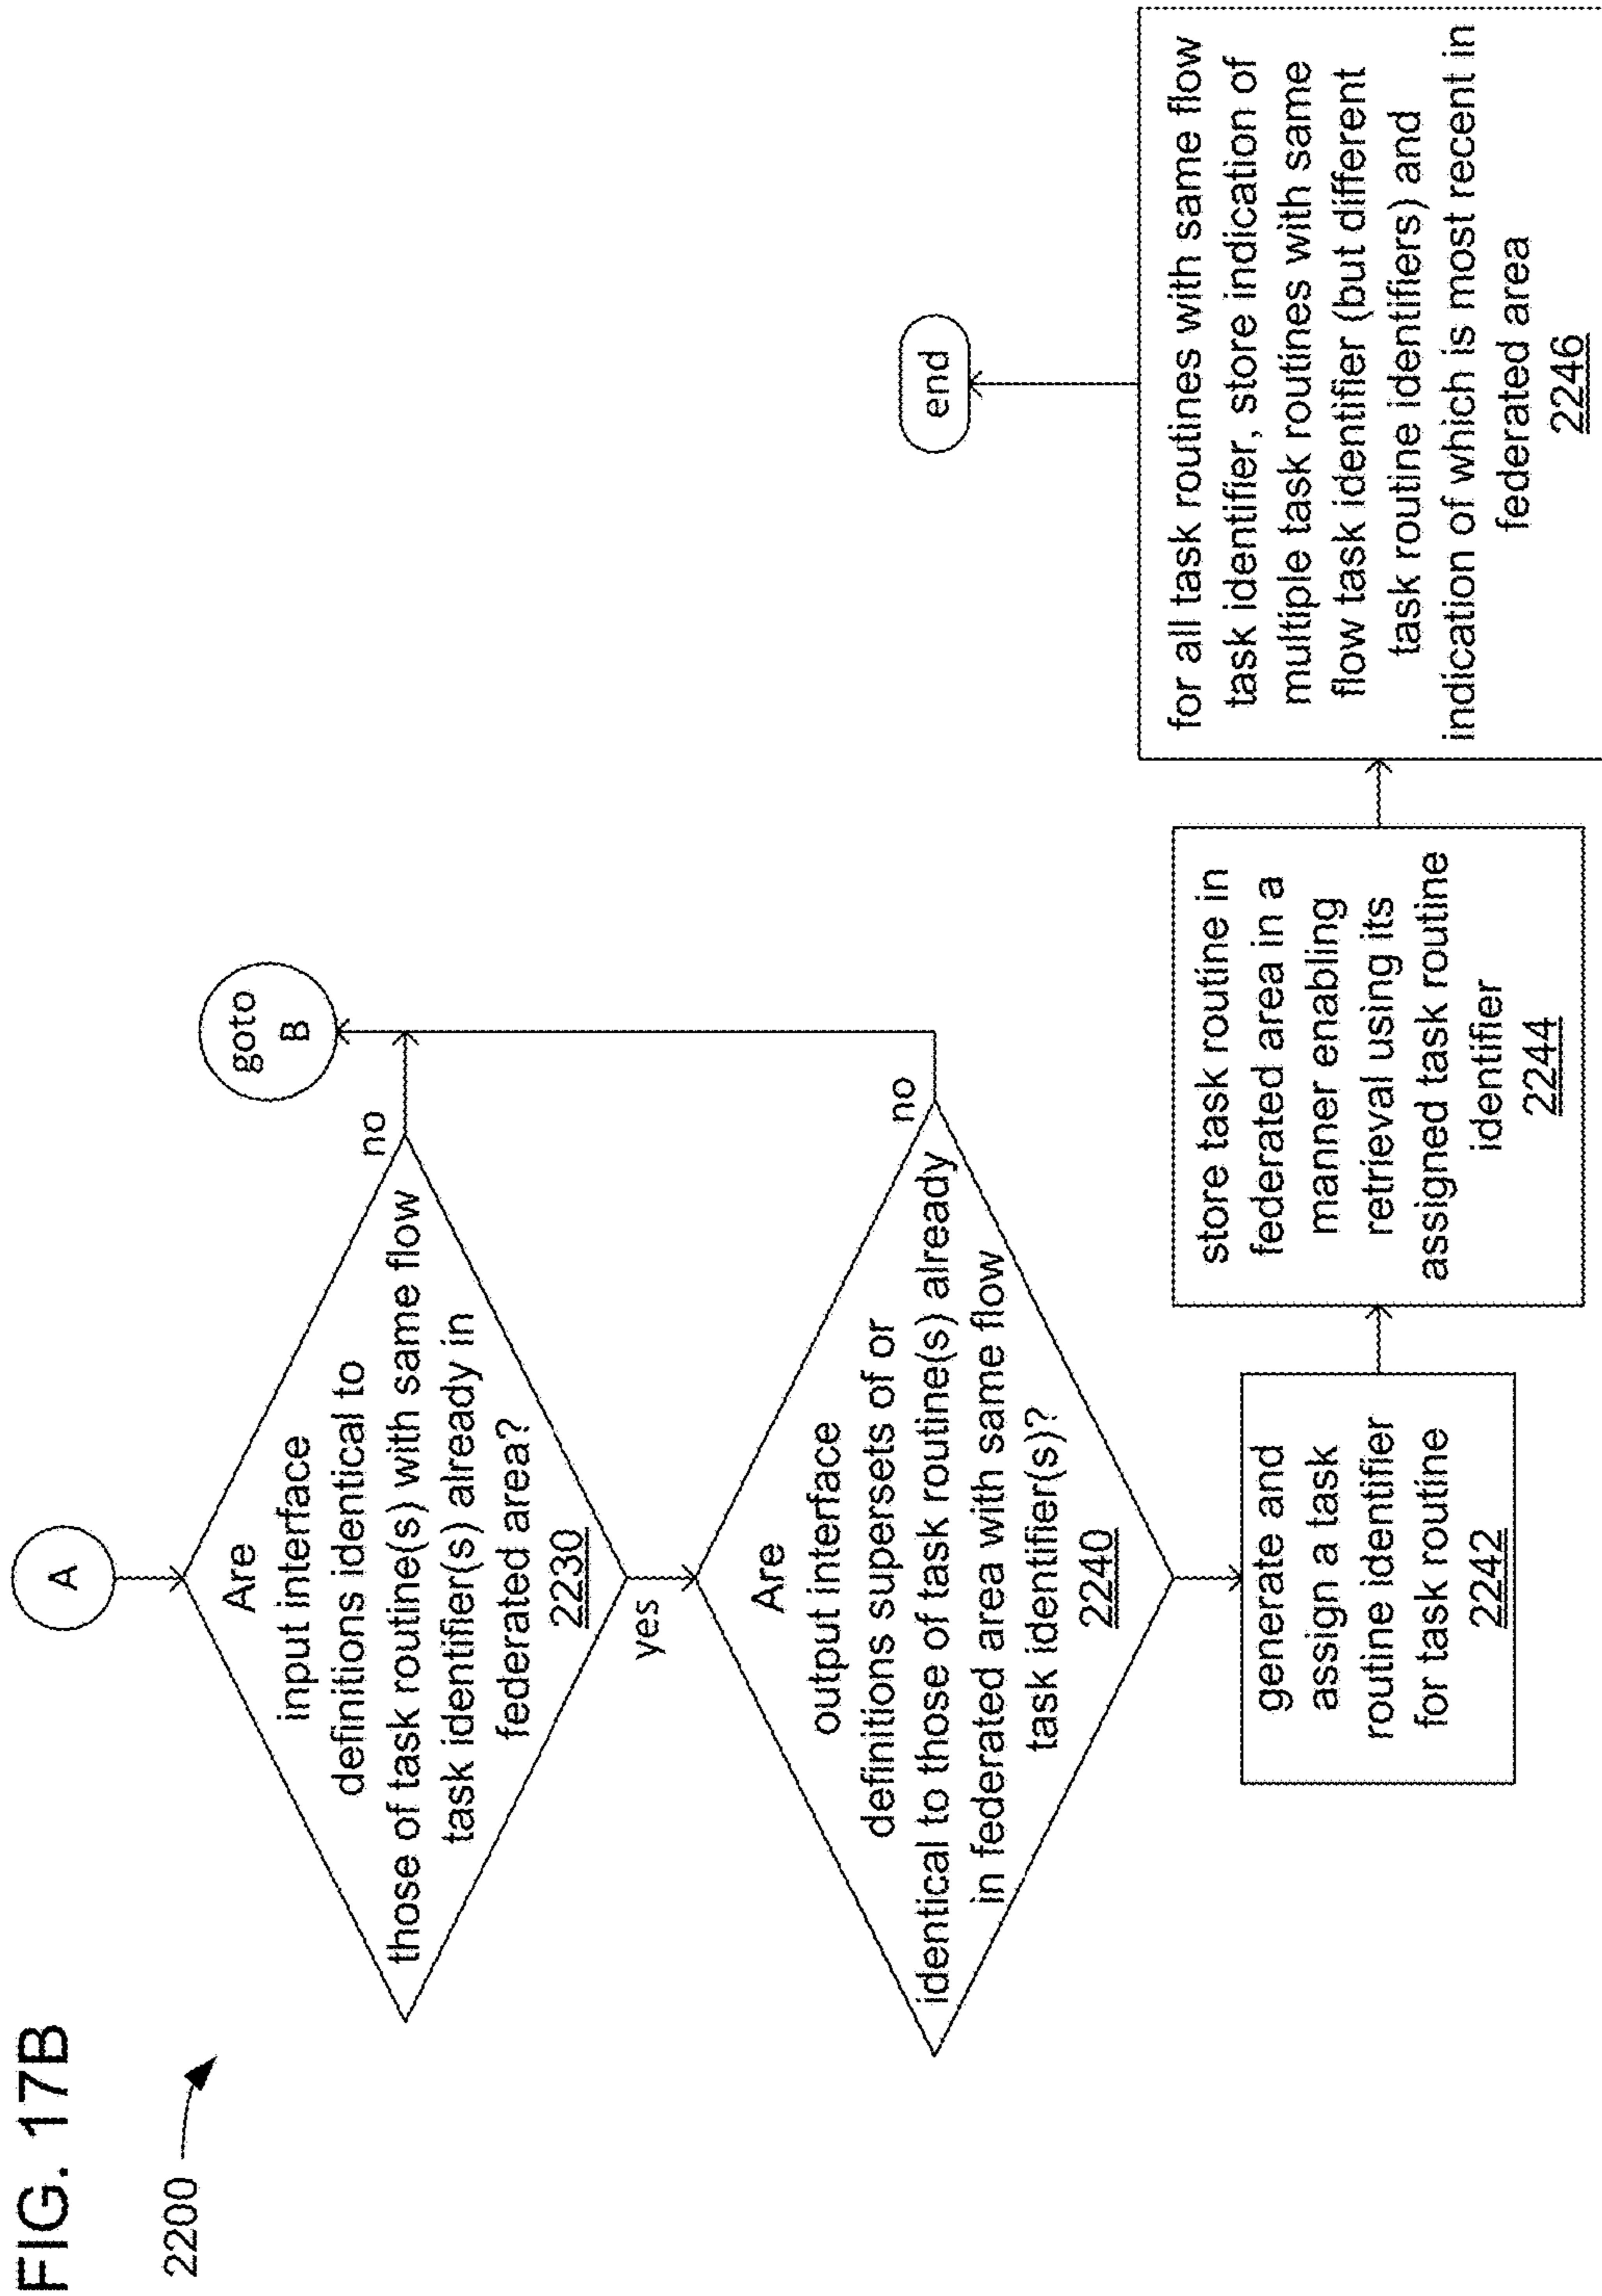 FIG. 17B
2200
A
Are
input interface
definitions identical to
those of task routine(s) with same flow
task identifier(s) already in
federated area?
2230
no
goto
B
yes
Are
output interface
definitions supersets of or
identical to those of task routine(s) already
in federated area with same flow
task identifier(s)?
2240
no
generate and
assign a task
routine identifier
for task routine
2242
store task routine in
federated area in a
manner enabling
retrieval using its
assigned task routine
identifier
2244
for all task routines with same flow
task identifier, store indication of
multiple task routines with same
flow task identifier (but different
task routine identifiers) and
indication of which is most recent in
federated area
2246
end